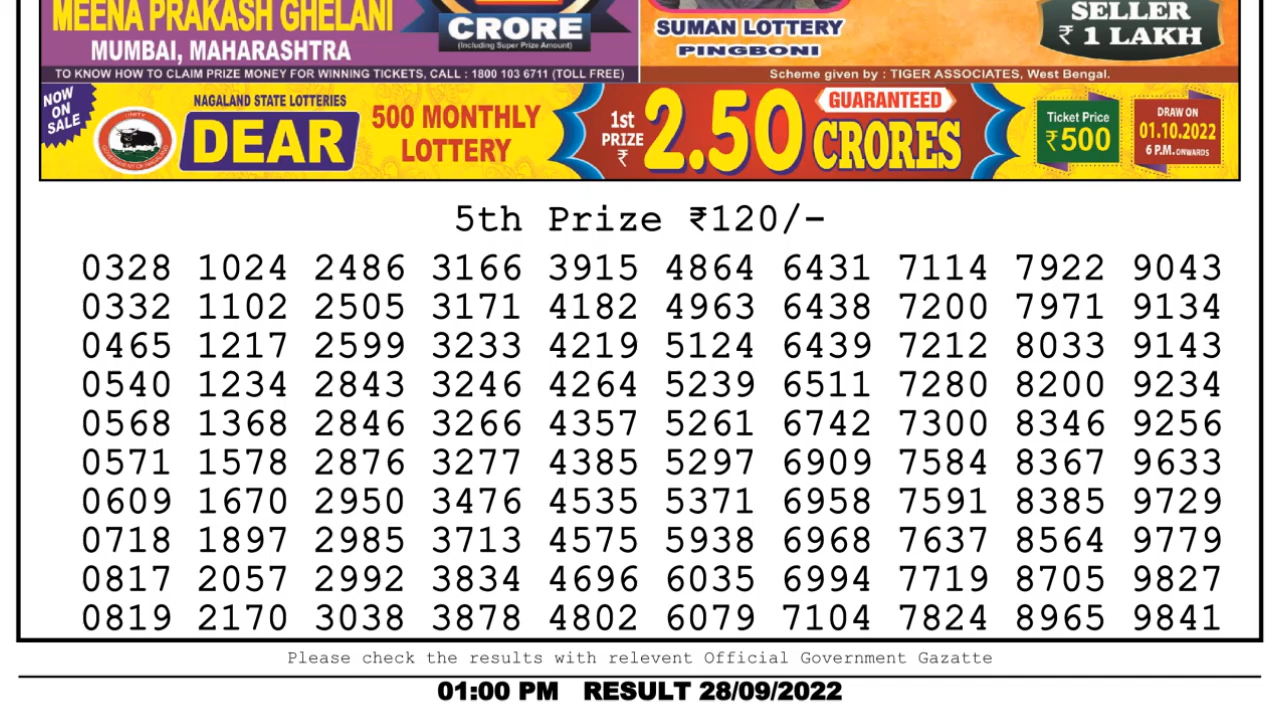 MEENA PRAKASH GHELANI
MUMBAI, MAHARASHTRA
CRORE
(Including Super Prize Amount)
SUMAN LOTTERY
PINGBONI
SELLER
₹ 1 LAKH
TO KNOW HOW TO CLAIM PRIZE MONEY FOR WINNING TICKETS, CALL : 1800 103 6711 (TOLL FREE)
Scheme given by : TIGER ASSOCIATES, West Bengal.
NOW
ON
SALE
NAGALAND STATE LOTTERIES
DEAR
500 MONTHLY
LOTTERY
1st
PRIZE
₹
2.50
GUARANTEED
CRORES
Ticket Price
₹500
DRAW ON
01.10.2022
6 P.M. ONWARDS
5th Prize ₹120/-
0328 1024 2486 3166 3915 4864 6431 7114 7922 9043
0332 1102 2505 3171 4182 4963 6438 7200 7971 9134
0465 1217 2599 3233 4219 5124 6439 7212 8033 9143
0540 1234 2843 3246 4264 5239 6511 7280 8200 9234
0568 1368 2846 3266 4357 5261 6742 7300 8346 9256
0571 1578 2876 3277 4385 5297 6909 7584 8367 9633
0609 1670 2950 3476 4535 5371 6958 7591 8385 9729
0718 1897 2985 3713 4575 5938 6968 7637 8564 9779
0817 2057 2992 3834 4696 6035 6994 7719 8705 9827
0819 2170 3038 3878 4802 6079 7104 7824 8965 9841
Please check the results with relevent Official Government Gazatte
01:00 PM RESULT 28/09/2022